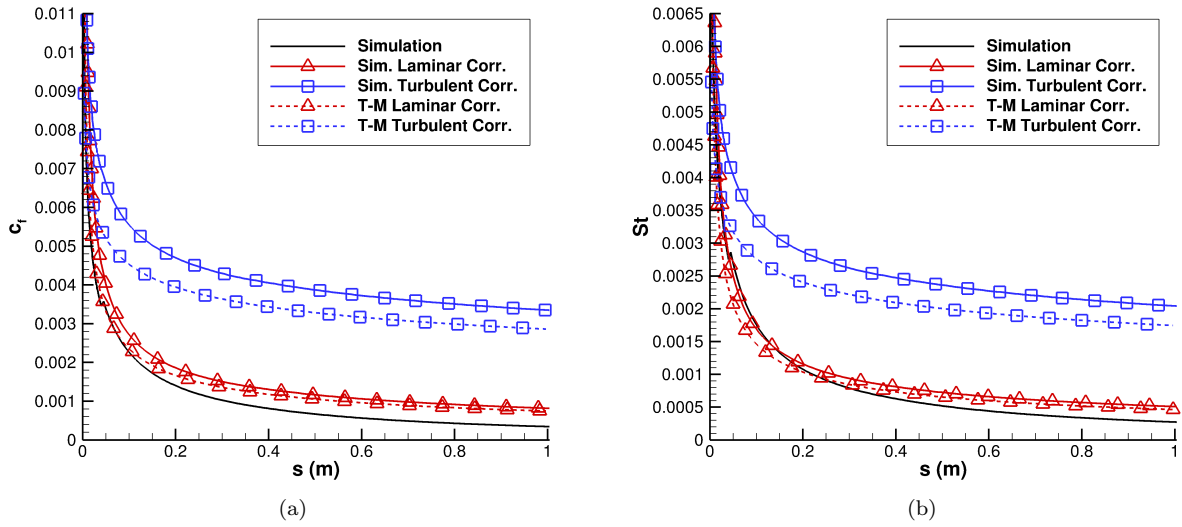 0.011
0.01
0.009
0.008
0.007
0.006
0.005
0.004
0.003
0.002
0.001
0
c_f
0 0.2 0.4 0.6 0.8 1
s (m)
Simulation
Sim. Laminar Corr.
Sim. Turbulent Corr.
T-M Laminar Corr.
T-M Turbulent Corr.
(a)
0.0065
0.006
0.0055
0.005
0.0045
0.004
0.0035
0.003
0.0025
0.002
0.0015
0.001
0.0005
0
St
0 0.2 0.4 0.6 0.8 1
s (m)
Simulation
Sim. Laminar Corr.
Sim. Turbulent Corr.
T-M Laminar Corr.
T-M Turbulent Corr.
(b)